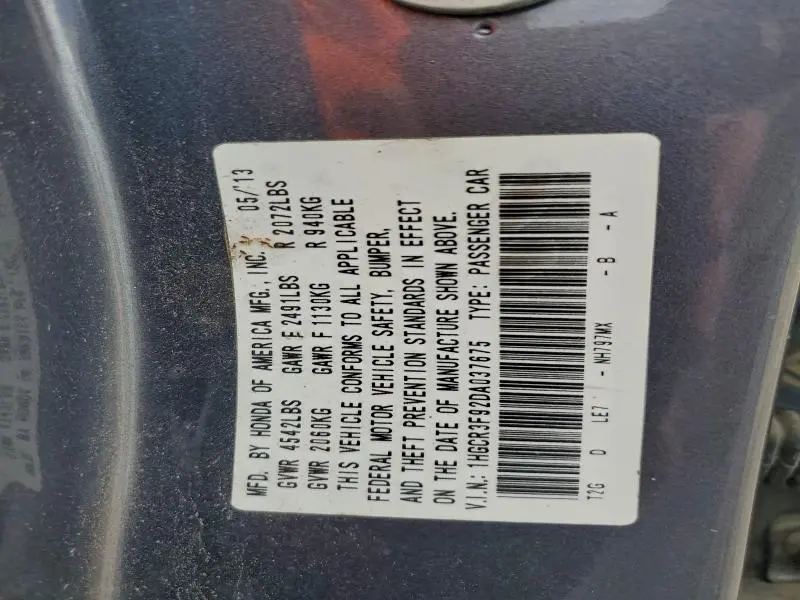 MFD. BY HONDA OF AMERICA MFG., INC. 05/'13
GVWR 4542LBS GAWR F 2491LBS R 2072LBS
GVWR 2060KG GAWR F 1130KG R 940KG
THIS VEHICLE CONFORMS TO ALL APPLICABLE
FEDERAL MOTOR VEHICLE SAFETY, BUMPER,
AND THEFT PREVENTION STANDARDS IN EFFECT
ON THE DATE OF MANUFACTURE SHOWN ABOVE.
V.I.N.: 1HGCR3F92DA037675 TYPE: PASSENGER CAR
T2G D LE7 -NH797MX -B -A